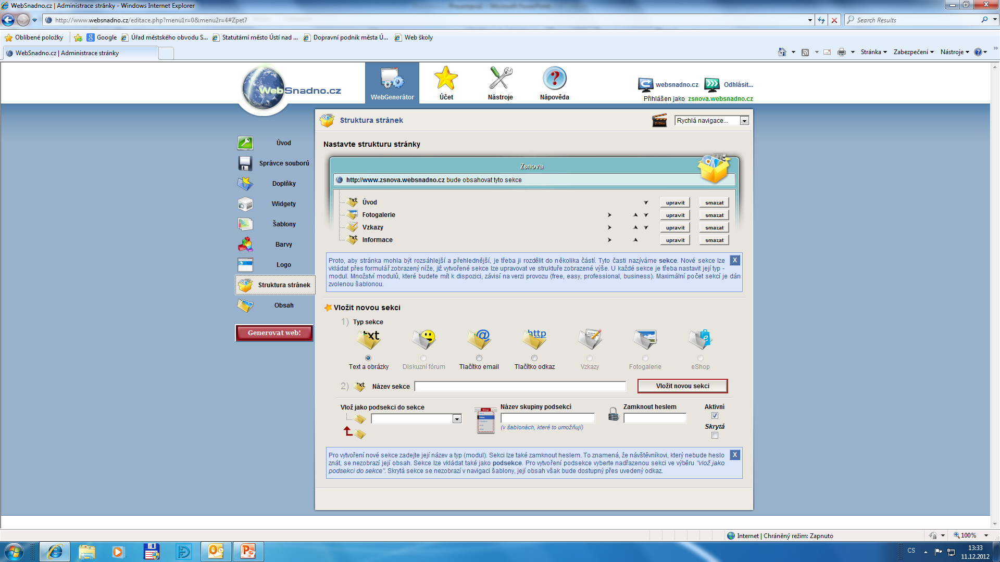 WebSnadno.cz | Administrace stránky - Windows Internet Explorer
http://www.websnadno.cz/editace.php?menu1r=0&menu2r=4#Zpet7
Search Results
Oblíbené položky
Google
Úřad městského obvodu S...
Statutární město Ústí nad ...
Dopravní podnik města Ú...
Web školy
WebSnadno.cz | Administrace stránky
Stránka
Zabezpečení
Nástroje
WebSnadno.cz
WebGenerátor
Účet
Nástroje
Nápověda
websnadno.cz
Odhlásit...
Přihlášen jako zsnova.websnadno.cz
Úvod
Správce souborů
Doplňky
Widgety
Šablony
Barvy
Logo
Struktura stránek
Obsah
Generovat web!
Struktura stránek
Rychlá navigace...
Nastavte strukturu stránky
Zsnova
http://www.zsnova.websnadno.cz bude obsahovat tyto sekce
txt Úvod upravit smazat
Fotogalerie upravit smazat
Vzkazy upravit smazat
txt Informace upravit smazat
Proto, aby stránka mohla být rozsáhlejší a přehlednější, je třeba ji rozdělit do několika částí. Tyto časti nazýváme sekce. Nové sekce lze
vkládat přes formulář zobrazený níže, již vytvořené sekce lze upravovat ve struktuře zobrazené výše. U každé sekce je třeba nastavit její typ -
modul. Množství modulů, které budete mít k dispozici, závisí na verzi provozu (free, easy, professional, business). Maximální počet sekcí je dán
zvolenou šablonou.
X
Vložit novou sekci
1) Typ sekce
txt
@
http
Text a obrázky
Diskuzní fórum
Tlačítko email
Tlačítko odkaz
Vzkazy
Fotogalerie
eShop
2) txt Název sekce
Vložit novou sekci
Vlož jako podsekci do sekce
Název skupiny podsekcí
(v šablonách, které to umožňují)
Zamknout heslem
Aktivní
Skrytá
Pro vytvoření nové sekce zadejte její název a typ (modul). Sekci lze také zamknout heslem. To znamená, že návštěvníkovi, který nebude heslo
znát, se nezobrazí její obsah. Sekce lze vkládat také jako podsekce. Pro vytvoření podsekce vyberte nadřazenou sekci ve výběru "vlož jako
podsekci do sekce". Skrytá sekce se nezobrazí v navigaci šablony, její obsah však bude dostupný přes uvedený odkaz.
X
Internet | Chráněný režim: Zapnuto
100%
CS
13:33
11.12.2012